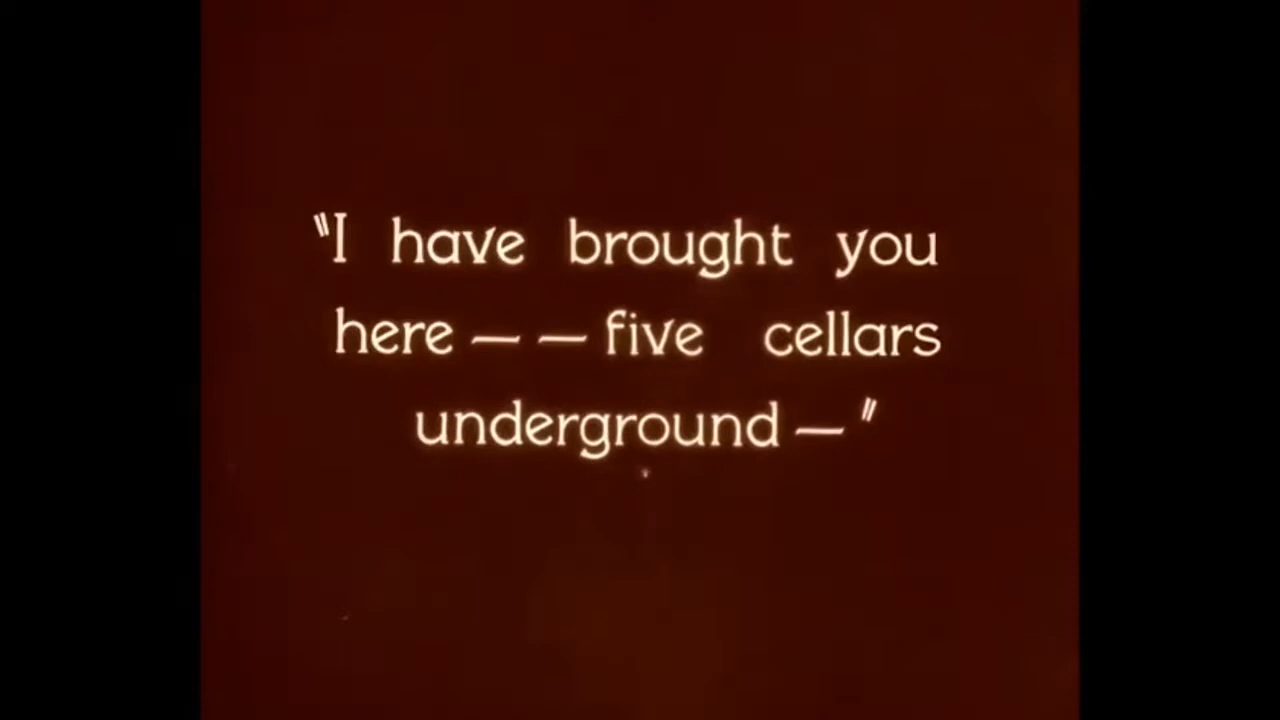 "I have brought you
here — — five cellars
underground — "